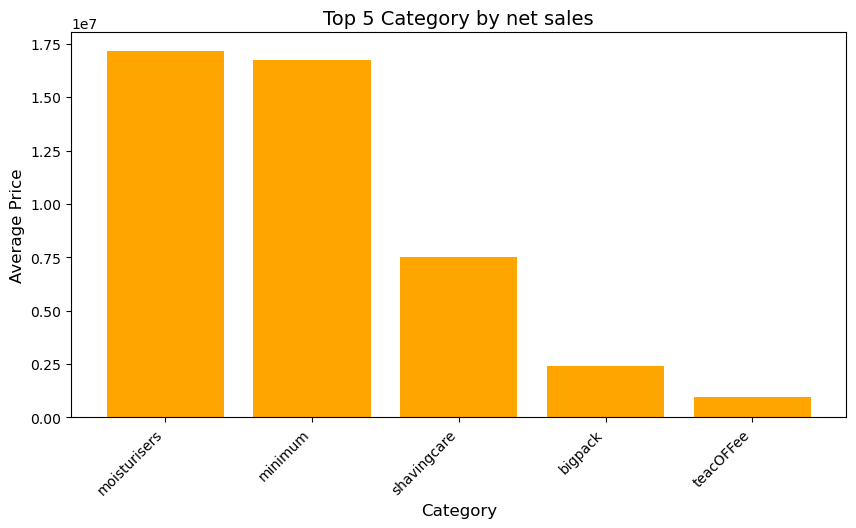 Top 5 Category by net sales
1e7
1.75
1.50
1.25
1.00
0.75
0.50
0.25
0.00
Average Price
moisturisers
minimum
shavingcare
bigpack
teacOFFee
Category